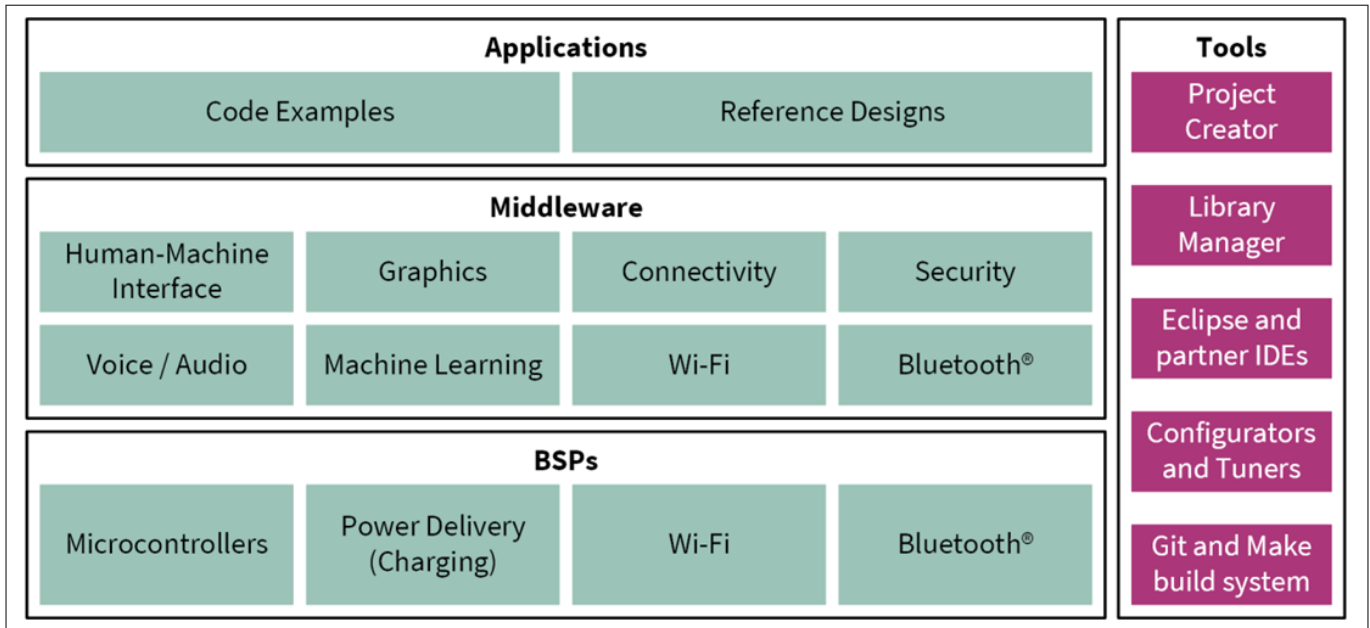 Applications
Code Examples
Reference Designs
Middleware
Human-Machine
Interface
Graphics
Connectivity
Security
Voice / Audio
Machine Learning
Wi-Fi
Bluetooth®
BSPs
Microcontrollers
Power Delivery
(Charging)
Wi-Fi
Bluetooth®
Tools
Project
Creator
Library
Manager
Eclipse and
partner IDEs
Configurators
and Tuners
Git and Make
build system